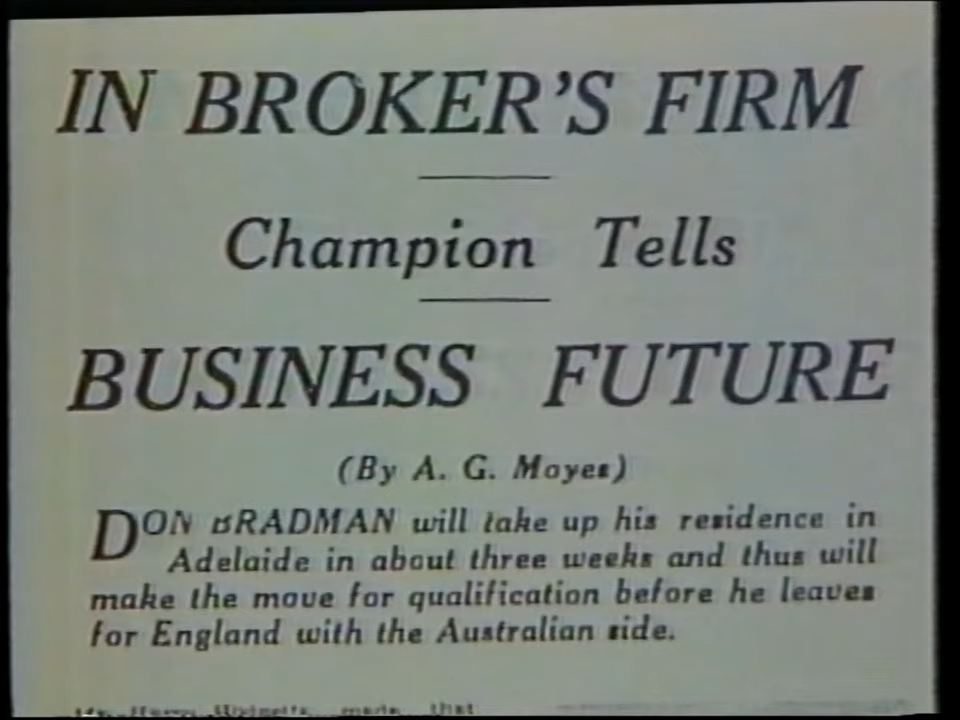 IN BROKER'S FIRM
Champion Tells
BUSINESS FUTURE
(By A. G. Moyes)
DON BRADMAN will take up his residence in
Adelaide in about three weeks and thus will
make the move for qualification before he leaves
for England with the Australian side.
made that